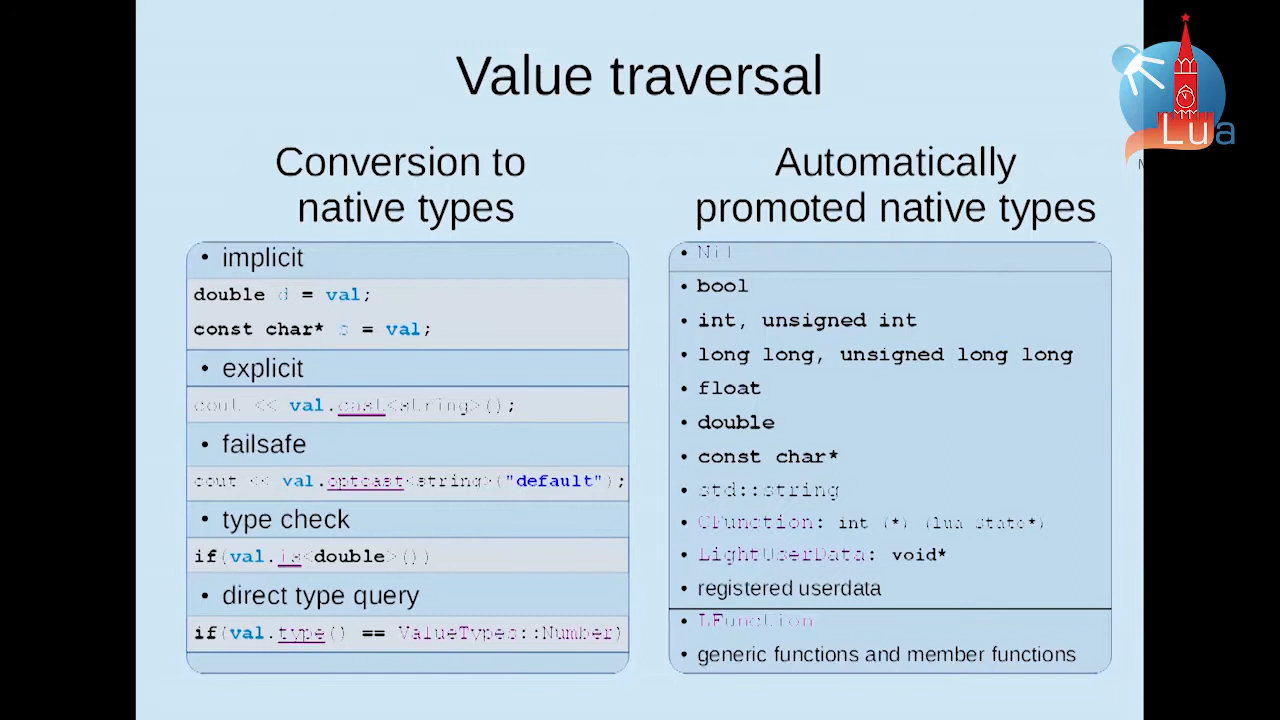 Value traversal
Lua
Conversion to
native types
• implicit
double d = val;
const char* c = val;
• explicit
cout << val.cast<string>();
• failsafe
cout << val.optcast<string>("default");
• type check
if(val.is<double>())
• direct type query
if(val.type() == ValueTypes::Number)
Automatically
promoted native types
• Nil
• bool
• int, unsigned int
• long long, unsigned long long
• float
• double
• const char*
• std::string
• CFunction: int (*) (lua_State*)
• LightUserData: void*
• registered userdata
• LFunction
• generic functions and member functions